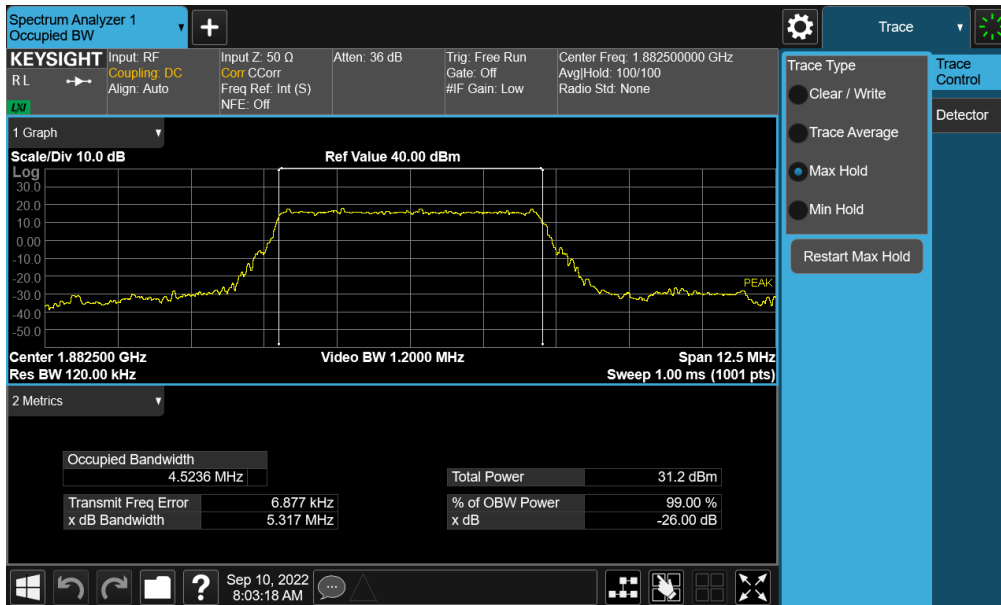 Spectrum Analyzer 1
Occupied BW
+
Trace
KEYSIGHT
R L
LXI
Input: RF
Coupling: DC
Align: Auto
Input Z: 50 Ω
Corr CCorr
Freq Ref: Int (S)
NFE: Off
Atten: 36 dB
Trig: Free Run
Gate: Off
#IF Gain: Low
Center Freq: 1.882500000 GHz
Avg|Hold: 100/100
Radio Std: None
1 Graph
Scale/Div 10.0 dB
Ref Value 40.00 dBm
Log
30.0
20.0
10.0
0.00
-10.0
-20.0
-30.0
-40.0
-50.0
PEAK
Center 1.882500 GHz
Video BW 1.2000 MHz
Span 12.5 MHz
Res BW 120.00 kHz
Sweep 1.00 ms (1001 pts)
2 Metrics
Occupied Bandwidth
4.5236 MHz
Total Power 31.2 dBm
Transmit Freq Error 6.877 kHz
% of OBW Power 99.00 %
x dB Bandwidth 5.317 MHz
x dB -26.00 dB
Trace Type
Clear / Write
Trace Average
Max Hold
Min Hold
Restart Max Hold
Trace
Control
Detector
?
Sep 10, 2022
8:03:18 AM